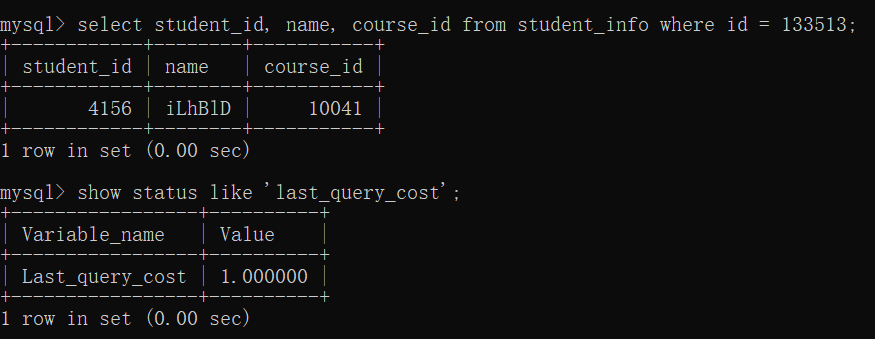 mysql> select student_id, name, course_id from student_info where id = 133513;
+------------+--------+-----------+
| student_id | name   | course_id |
+------------+--------+-----------+
|       4156 | iLhBlD |     10041 |
+------------+--------+-----------+
1 row in set (0.00 sec)
mysql> show status like 'last_query_cost';
+-----------------+----------+
| Variable_name   | Value    |
+-----------------+----------+
| Last_query_cost | 1.000000 |
+-----------------+----------+
1 row in set (0.00 sec)